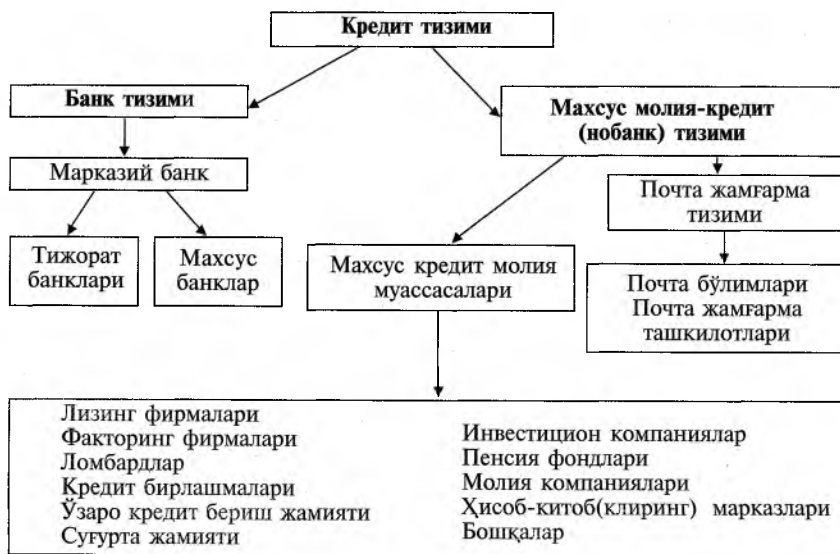 Кредит тизими
Банк тизими
Махсус молия-кредит
(нобанк) тизими
Марказий банк
Почта жамғарма
тизими
Тижорат
банклари
Махсус
банклар
Махсус кредит молия
муассасалари
Почта бўлимлари
Почта жамғарма
ташкилотлари
Лизинг фирмалари
Факторинг фирмалари
Ломбардлар
Кредит бирлашмалари
Ўзаро кредит бериш жамияти
Суғурта жамияти
Инвестицион компаниялар
Пенсия фондлари
Молия компаниялари
Ҳисоб-китоб(клиринг) марказлари
Бошқалар